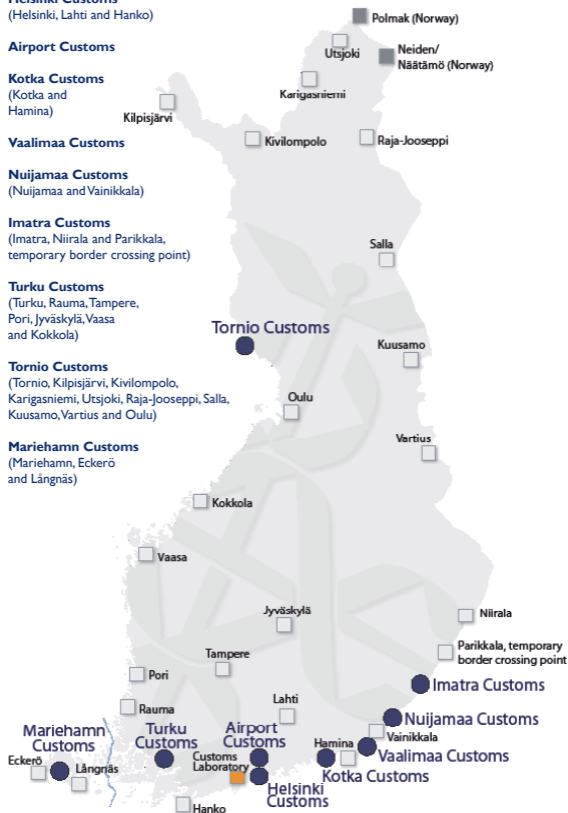 Helsinki Customs
(Helsinki, Lahti and Hanko)
Airport Customs
Kotka Customs
(Kotka and
Hamina)
Vaalimaa Customs
Nuijamaa Customs
(Nuijamaa and Vainikkala)
Imatra Customs
(Imatra, Niirala and Parikkala,
temporary border crossing point)
Turku Customs
(Turku, Rauma, Tampere,
Pori, Jyväskylä, Vaasa
and Kokkola)
Tornio Customs
(Tornio, Kilpisjärvi, Kivilompolo,
Karigasniemi, Utsjoki, Raja-Jooseppi, Salla,
Kuusamo, Vartius and Oulu)
Mariehamn Customs
(Mariehamn, Eckerö
and Långnäs)
Polmak (Norway)
Utsjoki
Neiden/
Näätämö (Norway)
Karigasniemi
Kilpisjärvi
Kivilompolo
Raja-Jooseppi
Salla
Tornio Customs
Kuusamo
Oulu
Vartius
Kokkola
Vaasa
Jyväskylä
Niirala
Tampere
Parikkala, temporary
border crossing point
Pori
Imatra Customs
Lahti
Rauma
Nuijamaa Customs
Mariehamn
Customs
Turku
Customs
Airport
Customs
Vainikkala
Hamina
Vaalimaa Customs
Eckerö
Långnäs
Customs
Laboratory
Kotka Customs
Helsinki
Customs
Hanko